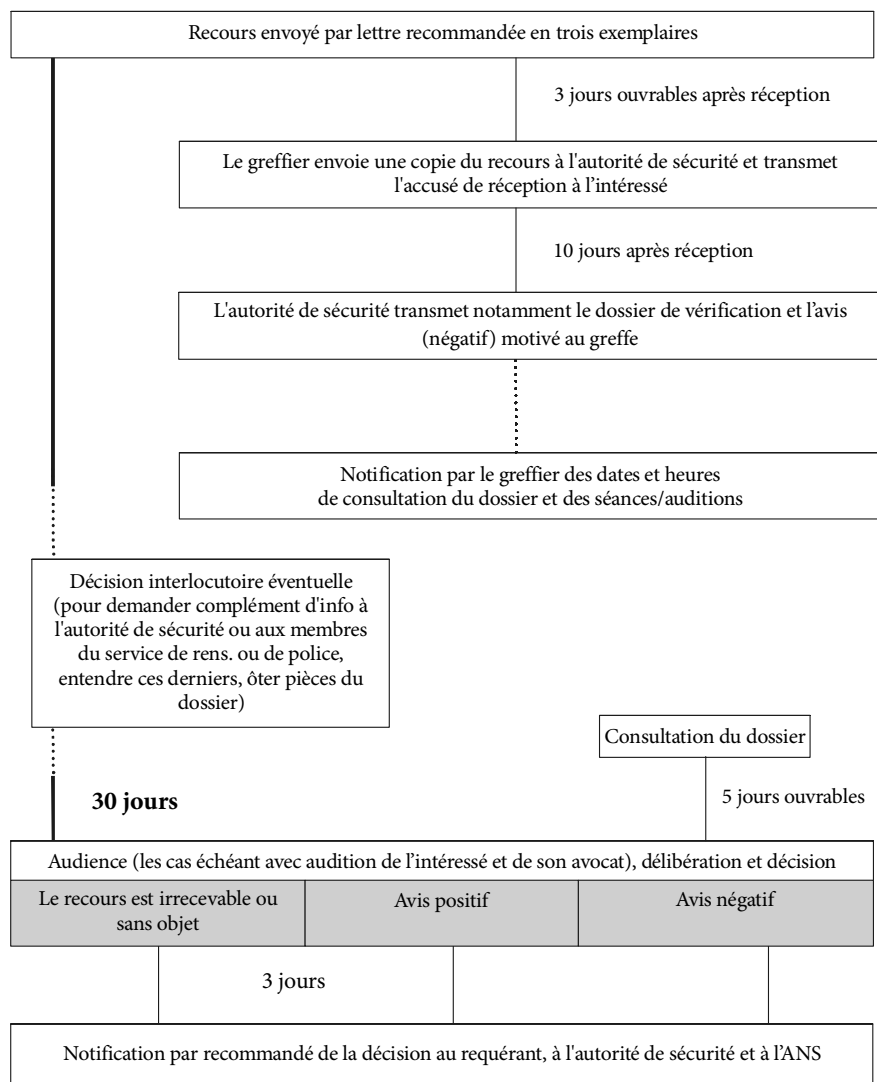 Recours envoyé par lettre recommandée en trois exemplaires
3 jours ouvrables après réception
Le greffier envoie une copie du recours à l'autorité de sécurité et transmet
l'accusé de réception à l'intéressé
10 jours après réception
L'autorité de sécurité transmet notamment le dossier de vérification et l'avis
(négatif) motivé au greffe
Notification par le greffier des dates et heures
de consultation du dossier et des séances/auditions
Décision interlocutoire éventuelle
(pour demander complément d'info à
l'autorité de sécurité ou aux membres
du service de rens. ou de police,
entendre ces derniers, ôter pièces du
dossier)
Consultation du dossier
30 jours
5 jours ouvrables
Audience (les cas échéant avec audition de l'intéressé et de son avocat), délibération et décision
Le recours est irrecevable ou
sans objet
Avis positif
Avis négatif
3 jours
Notification par recommandé de la décision au requérant, à l'autorité de sécurité et à l'ANS